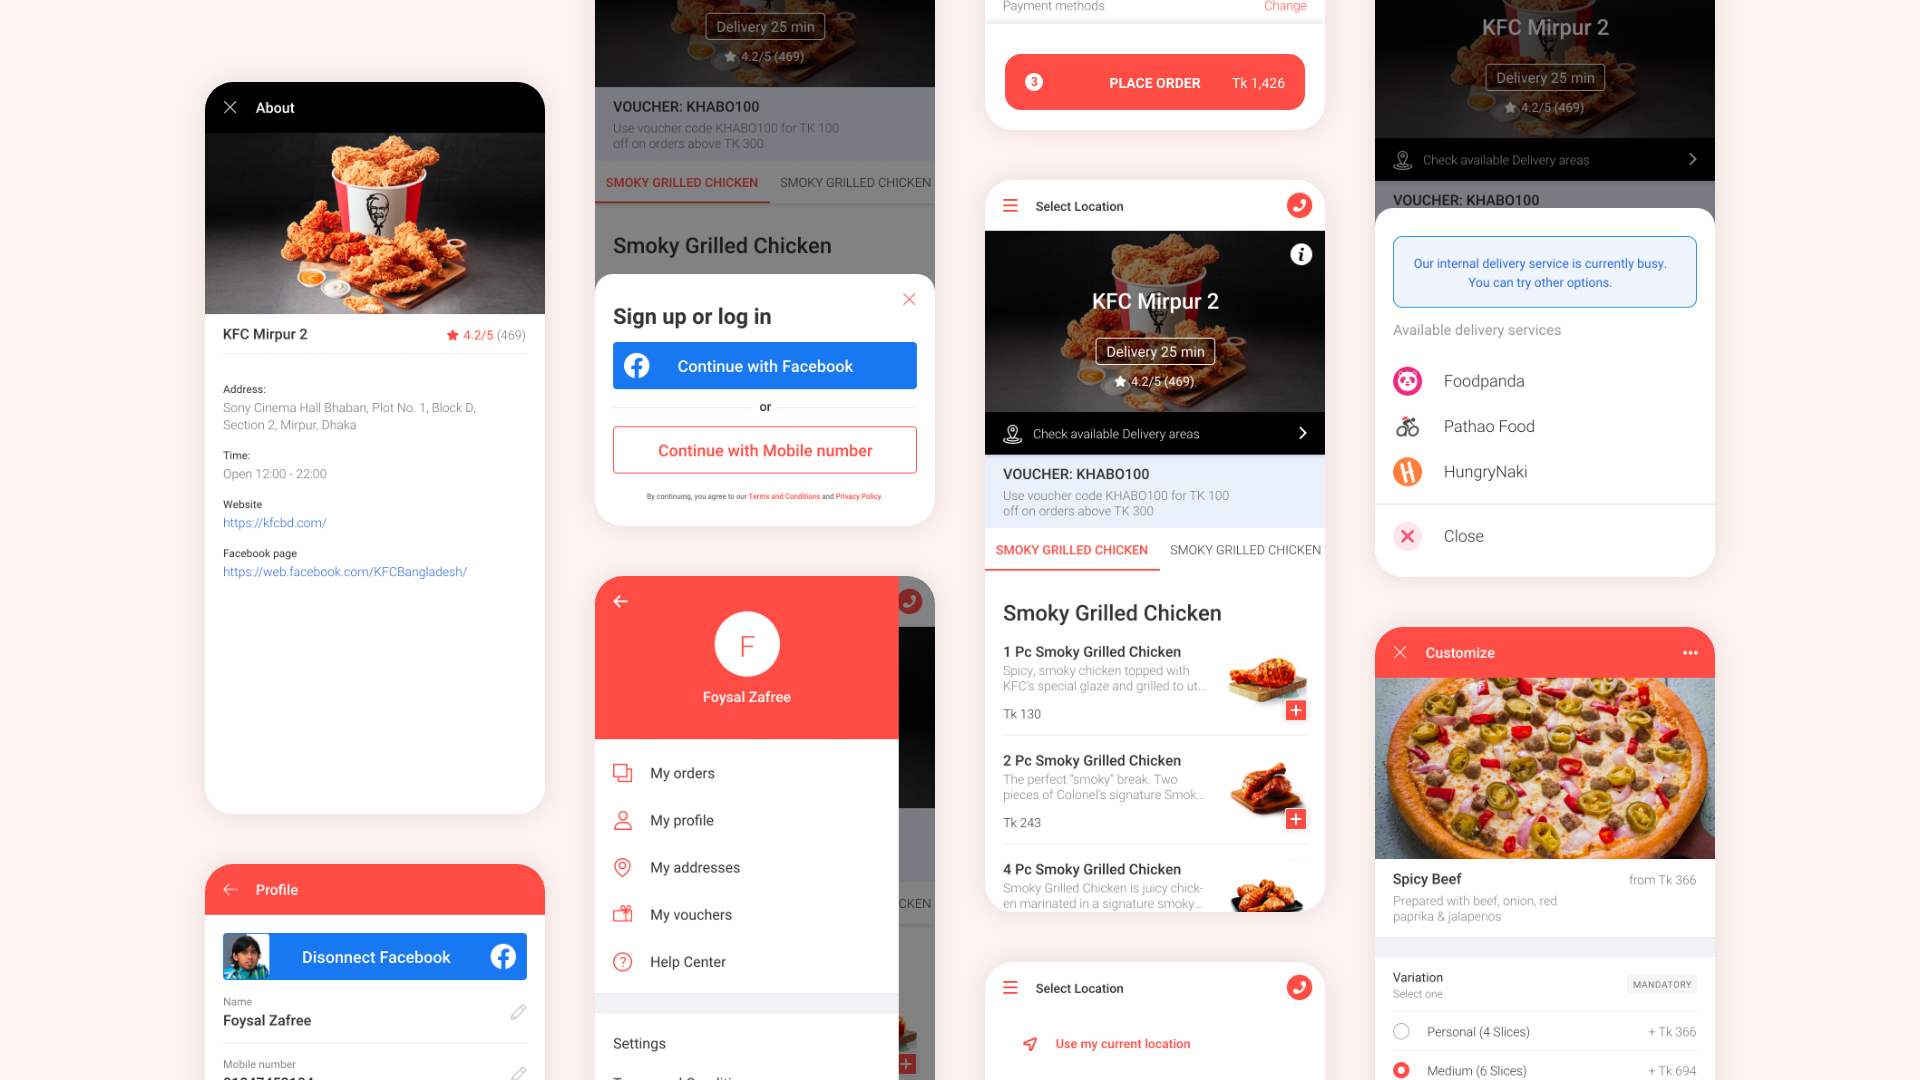 About
KFC Mirpur 2
4.2/5 (469)
Address:
Sony Cinema Hall Bhaban, Plot No. 1, Block D,
Section 2, Mirpur, Dhaka
Time:
Open 12:00 - 22:00
Website
https://kfcbd.com/
Facebook page
https://web.facebook.com/KFCBangladesh/
Profile
Disonnect Facebook
Name
Foysal Zafree
Mobile number
Delivery 25 min
4.2/5 (469)
VOUCHER: KHABO100
Use voucher code KHABO100 for TK 100
off on orders above TK 300
SMOKY GRILLED CHICKEN
SMOKY GRILLED CHICKEN
Smoky Grilled Chicken
Sign up or log in
Continue with Facebook
or
Continue with Mobile number
By continuing, you agree to our Terms and Conditions and Privacy Policy.
F
Foysal Zafree
My orders
My profile
My addresses
My vouchers
Help Center
CKEN
Settings
Payment methods
Change
3
PLACE ORDER
Tk 1,426
Select Location
KFC Mirpur 2
Delivery 25 min
4.2/5 (469)
Check available Delivery areas
VOUCHER: KHABO100
Use voucher code KHABO100 for TK 100
off on orders above TK 300
SMOKY GRILLED CHICKEN
SMOKY GRILLED CHICKEN
Smoky Grilled Chicken
1 Pc Smoky Grilled Chicken
Spicy, smoky chicken topped with
KFC's special glaze and grilled to ut...
Tk 130
2 Pc Smoky Grilled Chicken
The perfect “smoky” break. Two
pieces of Colonel's signature Smok...
Tk 243
4 Pc Smoky Grilled Chicken
Smoky Grilled Chicken is juicy chick-
en marinated in a signature smoky...
Select Location
Use my current location
KFC Mirpur 2
Delivery 25 min
4.2/5 (469)
Check available Delivery areas
VOUCHER: KHABO100
Our internal delivery service is currently busy.
You can try other options.
Available delivery services
Foodpanda
Pathao Food
HungryNaki
Close
Customize
Spicy Beef
from Tk 366
Prepared with beef, onion, red
paprika & jalapenos
Variation
Select one
MANDATORY
Personal (4 Slices)
+ Tk 366
Medium (6 Slices)
+ Tk 694